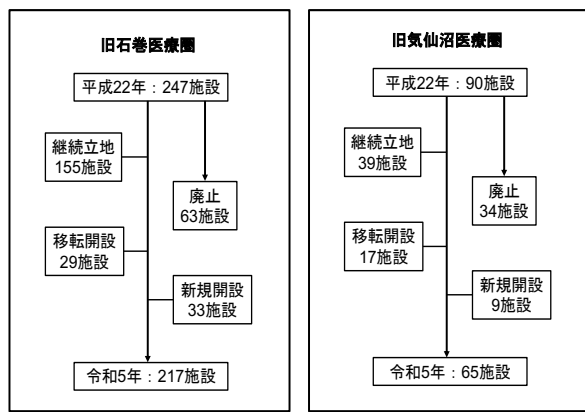 旧石巻医療圏
平成22年：247施設
継続立地
155施設
廃止
63施設
移転開設
29施設
新規開設
33施設
令和5年：217施設
旧気仙沼医療圏
平成22年：90施設
継続立地
39施設
廃止
34施設
移転開設
17施設
新規開設
9施設
令和5年：65施設